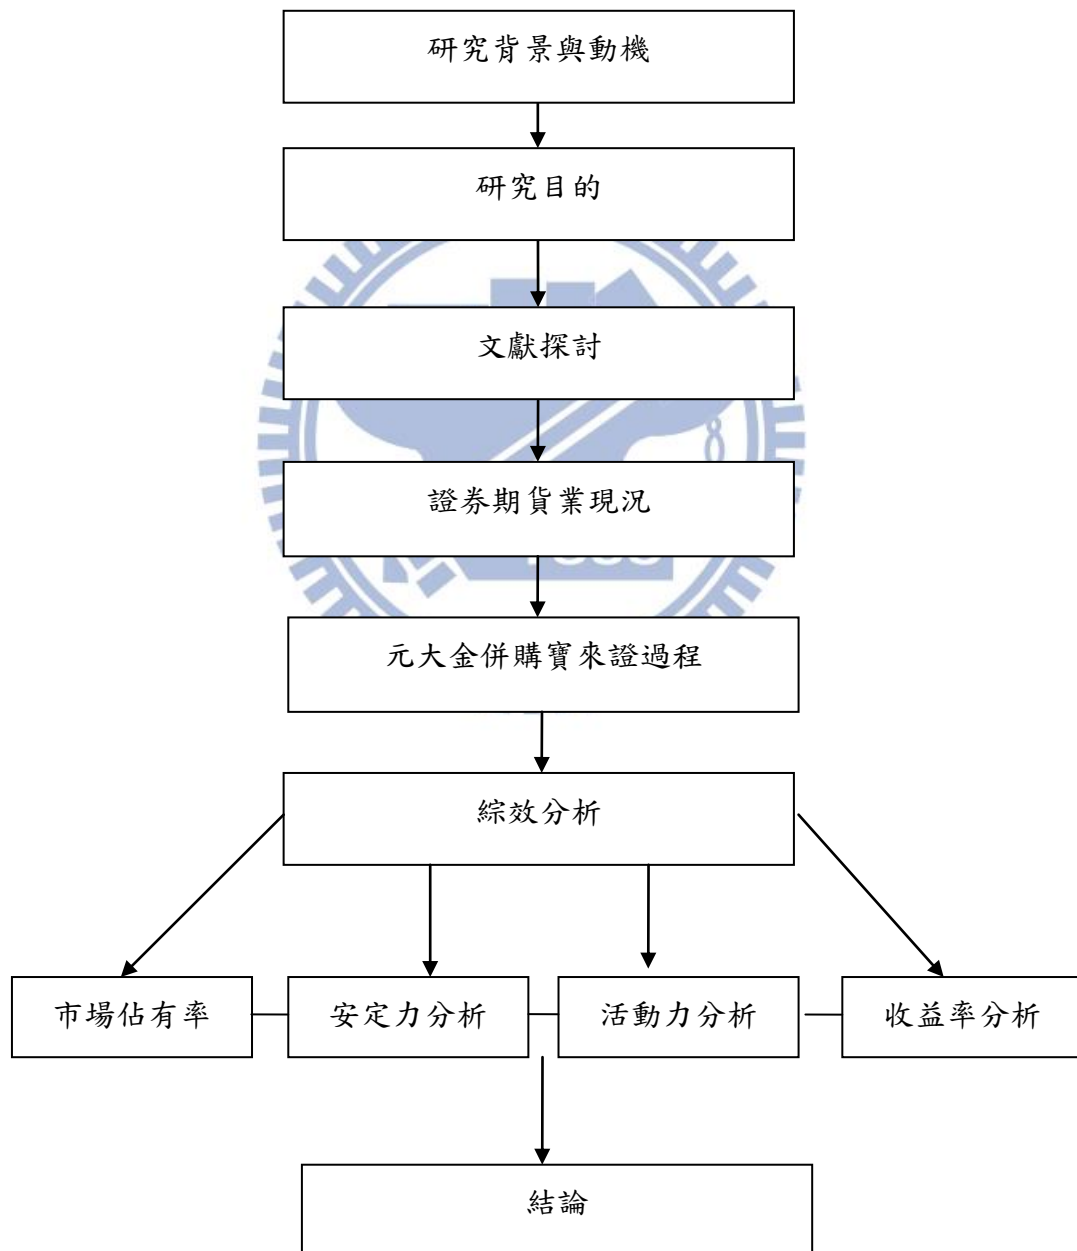 研究背景與動機
研究目的
文獻探討
證券期貨業現況
元大金併購寶來證過程
綜效分析
市場佔有率
安定力分析
活動力分析
收益率分析
結論